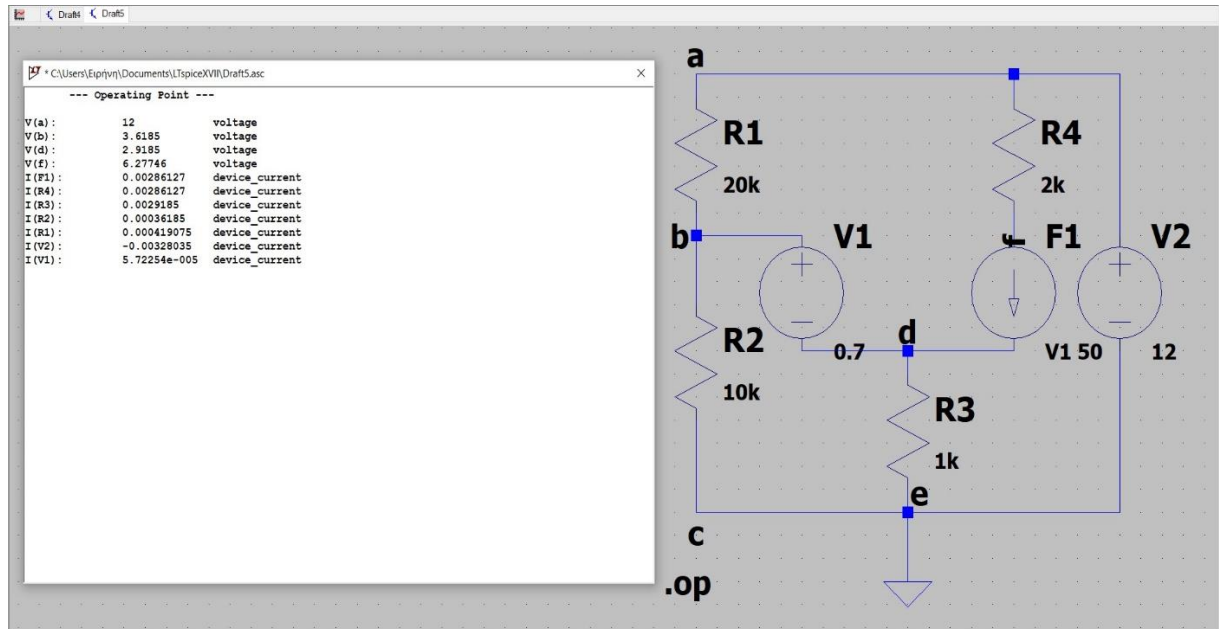 Draft4 Draft5
* C:\Users\Ειρήνη\Documents\LTspiceXVII\Draft5.asc
--- Operating Point ---
V(a): 12 voltage
V(b): 3.6185 voltage
V(d): 2.9185 voltage
V(f): 6.27746 voltage
I(F1): 0.00286127 device_current
I(R4): 0.00286127 device_current
I(R3): 0.0029185 device_current
I(R2): 0.00036185 device_current
I(R1): 0.000419075 device_current
I(V2): -0.00328035 device_current
I(V1): 5.72254e-005 device_current
a
R1
20k
R4
2k
b
V1
f
F1
V2
R2
10k
0.7
d
V1 50
12
R3
1k
e
c
.op